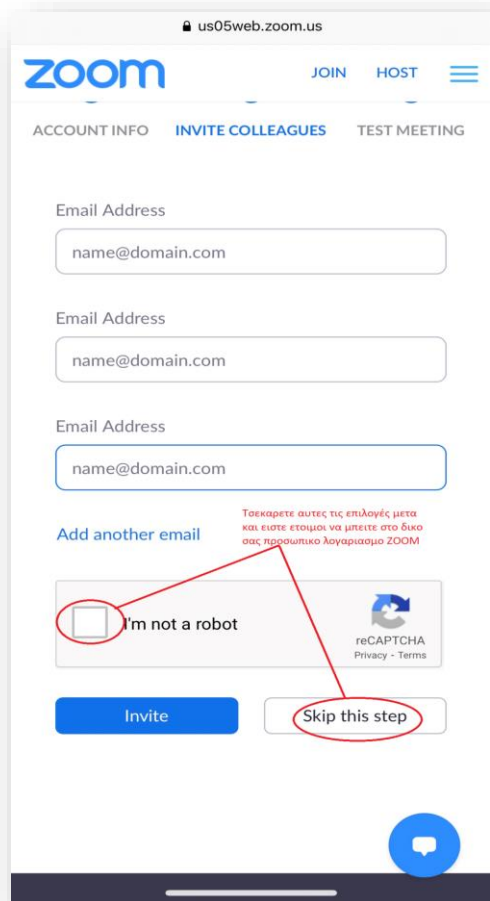 us05web.zoom.us
zoom JOIN HOST
ACCOUNT INFO INVITE COLLEAGUES TEST MEETING
Email Address
name@domain.com
Email Address
name@domain.com
Email Address
name@domain.com
Τσεκαρετε αυτες τις επιλογές μετα
και ειστε ετοιμοι να μπειτε στο δικο
σας προσωπικο λογαριασμο ZOOM
Add another email
I'm not a robot
reCAPTCHA
Privacy - Terms
Invite
Skip this step